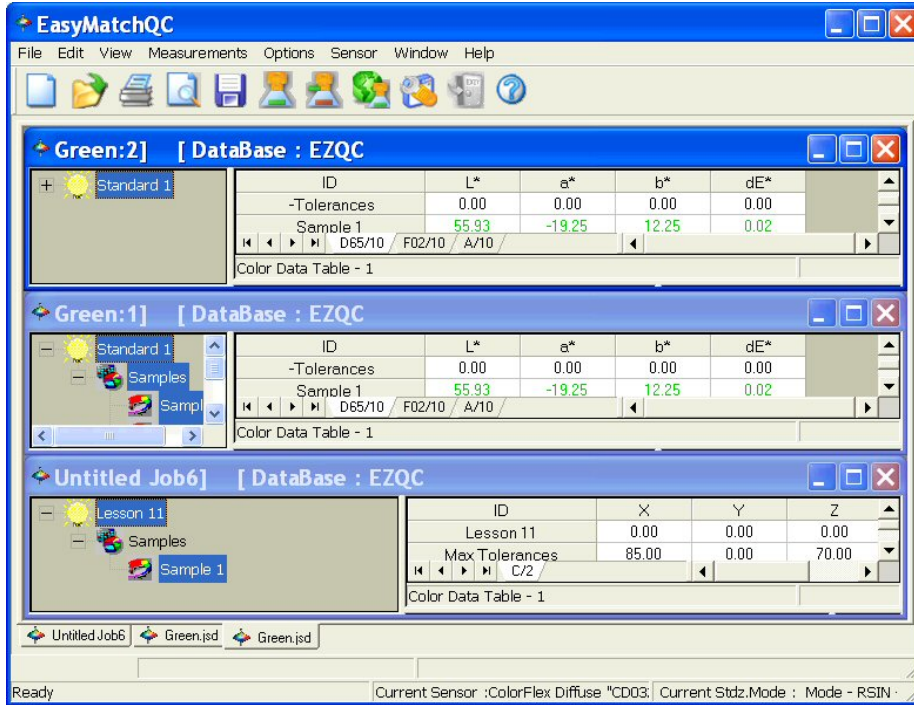 EasyMatchQC
File Edit View Measurements Options Sensor Window Help
Green:2] [ DataBase : EZQC
Standard 1
ID L* a* b* dE*
-Tolerances 0.00 0.00 0.00 0.00
Sample 1 55.93 -19.25 12.25 0.02
D65/10 F02/10 A/10
Color Data Table - 1
Green:1] [ DataBase : EZQC
Standard 1
Samples
Sampl
ID L* a* b* dE*
-Tolerances 0.00 0.00 0.00 0.00
Sample 1 55.93 -19.25 12.25 0.02
D65/10 F02/10 A/10
Color Data Table - 1
Untitled Job6] [ DataBase : EZQC
Lesson 11
Samples
Sample 1
ID X Y Z
Lesson 11 0.00 0.00 0.00
Max Tolerances 85.00 0.00 70.00
C/2
Color Data Table - 1
Untitled Job6 Green.jsd Green.jsd
Ready Current Sensor :ColorFlex Diffuse "CD03 Current Stdz.Mode : Mode - RSIN -